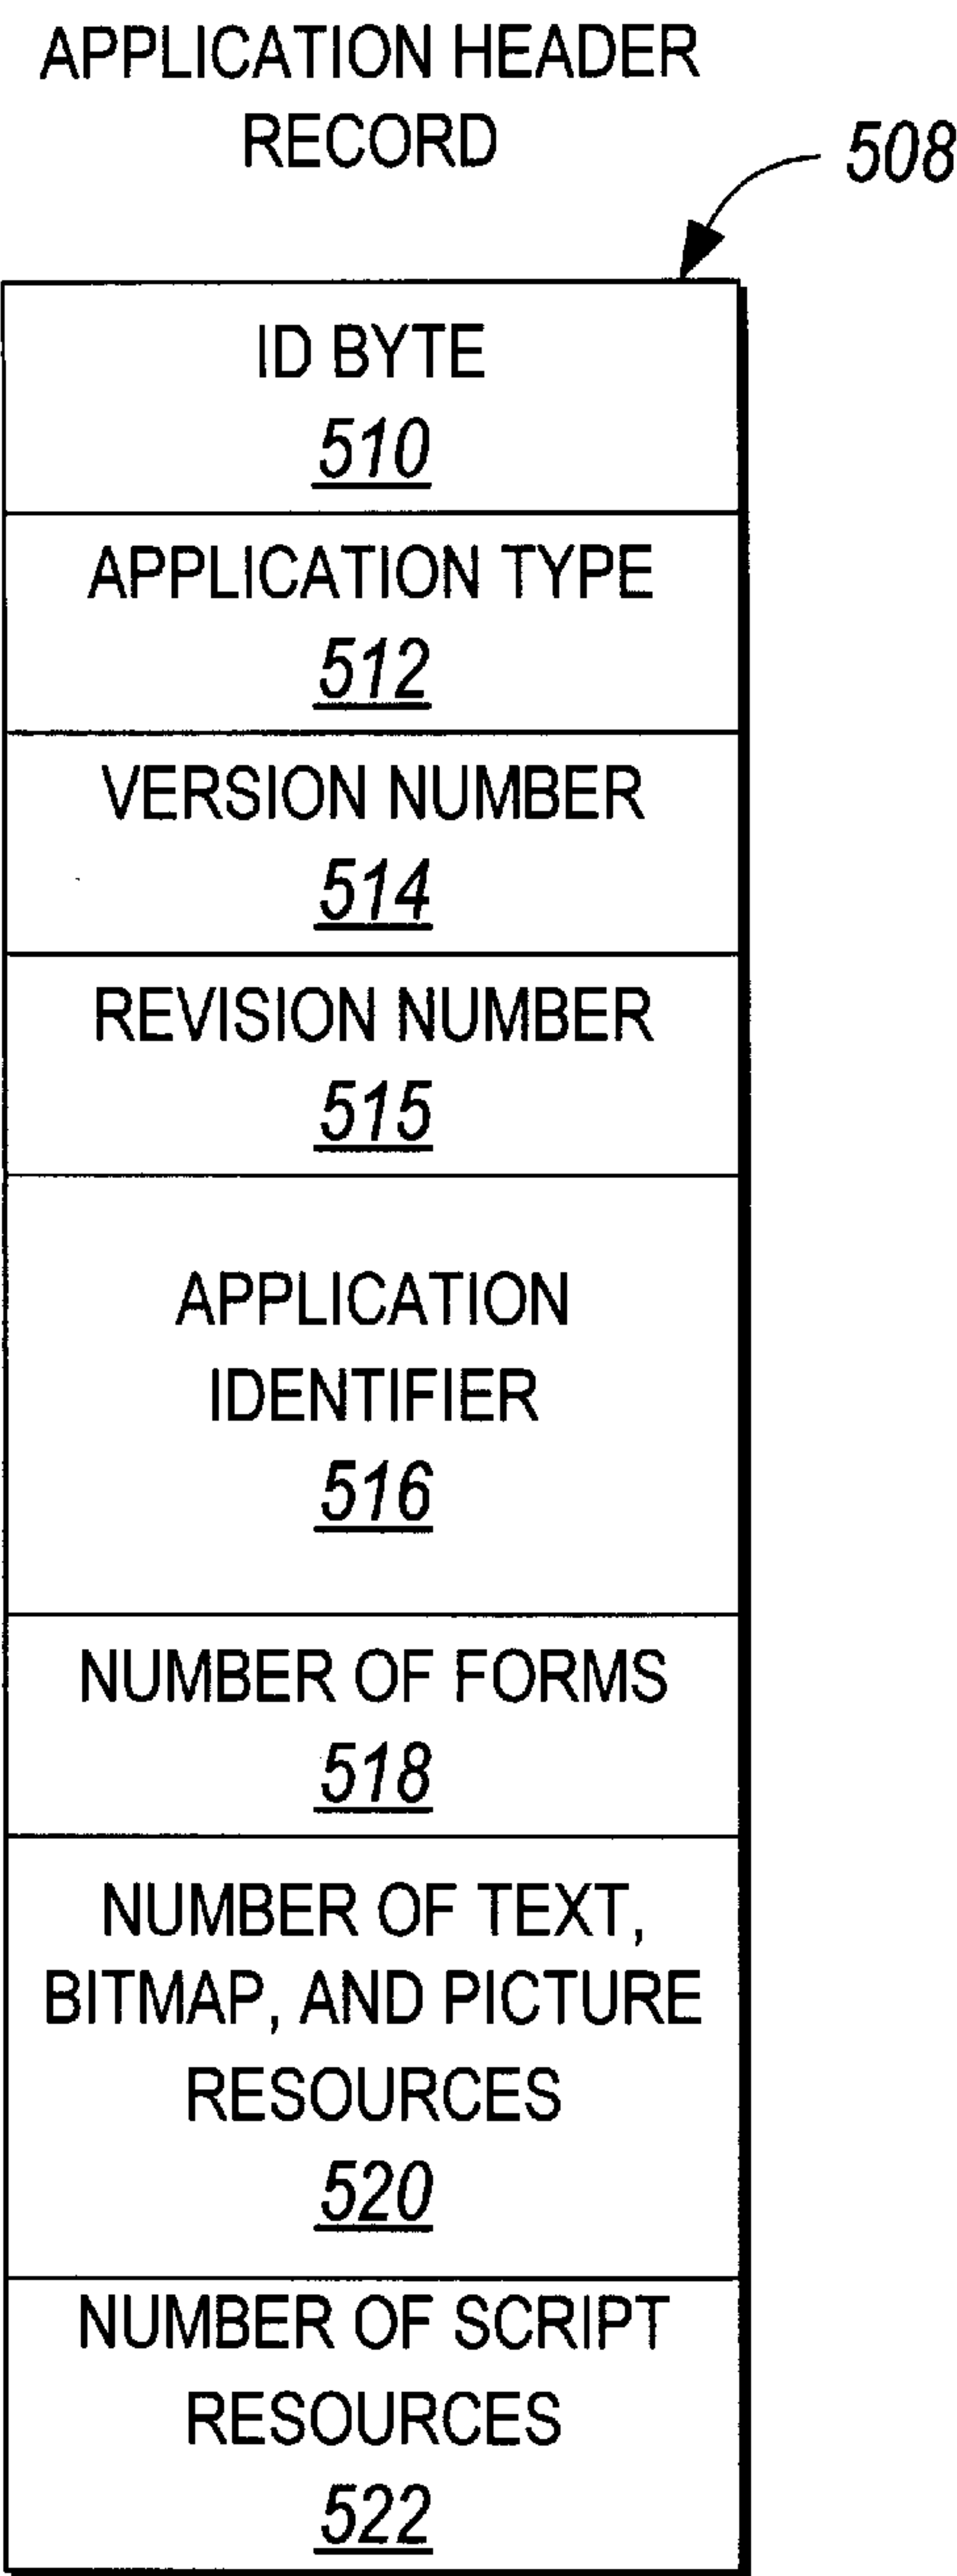 APPLICATION HEADER
RECORD
508
ID BYTE
510
APPLICATION TYPE
512
VERSION NUMBER
514
REVISION NUMBER
515
APPLICATION
IDENTIFIER
516
NUMBER OF FORMS
518
NUMBER OF TEXT,
BITMAP, AND PICTURE
RESOURCES
520
NUMBER OF SCRIPT
RESOURCES
522